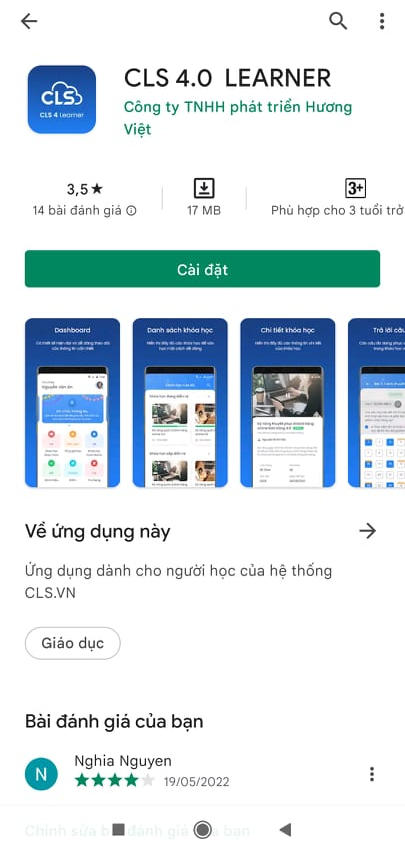 CLS 4.0 LEARNER
Công ty TNHH phát triển Hương
Việt
CLS
CLS 4 Learner
3,5★
14 bài đánh giá
17 MB
3+
Phù hợp cho 3 tuổi trở
Cài đặt
Dashboard
Danh sách khóa học
Chi tiết khóa học
Trả lời câu
Về ứng dụng này
Ứng dụng dành cho người học của hệ thống
CLS.VN
Giáo dục
Bài đánh giá của bạn
N
Nghia Nguyen
19/05/2022
Chỉnh sửa đánh giá của bạn